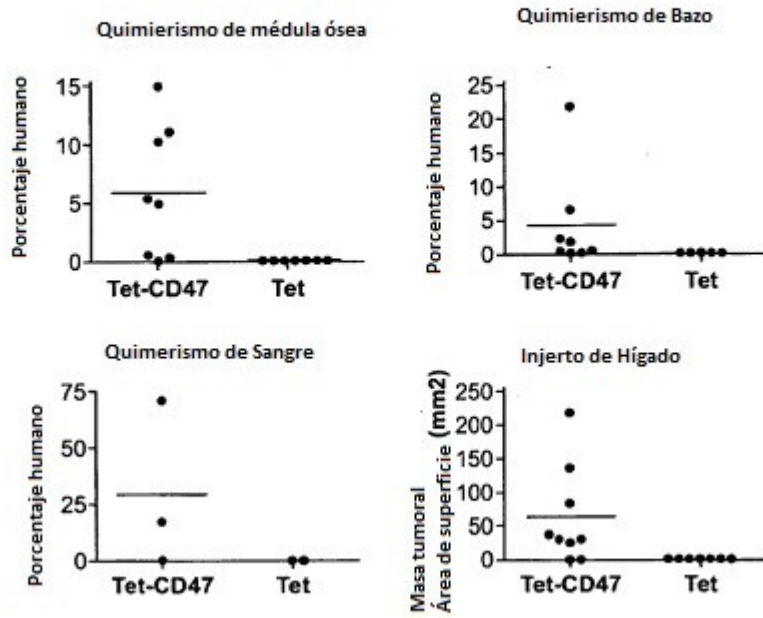 Quimierismo de médula ósea
Porcentaje humano
15
10
5
0
Tet-CD47 Tet
Quimierismo de Bazo
Porcentaje humano
25
20
15
10
5
0
Tet-CD47 Tet
Quimerismo de Sangre
Porcentaje humano
75
50
25
0
Tet-CD47 Tet
Injerto de Hígado
Masa tumoral
Área de superficie (mm2)
250
200
150
100
50
0
Tet-CD47 Tet